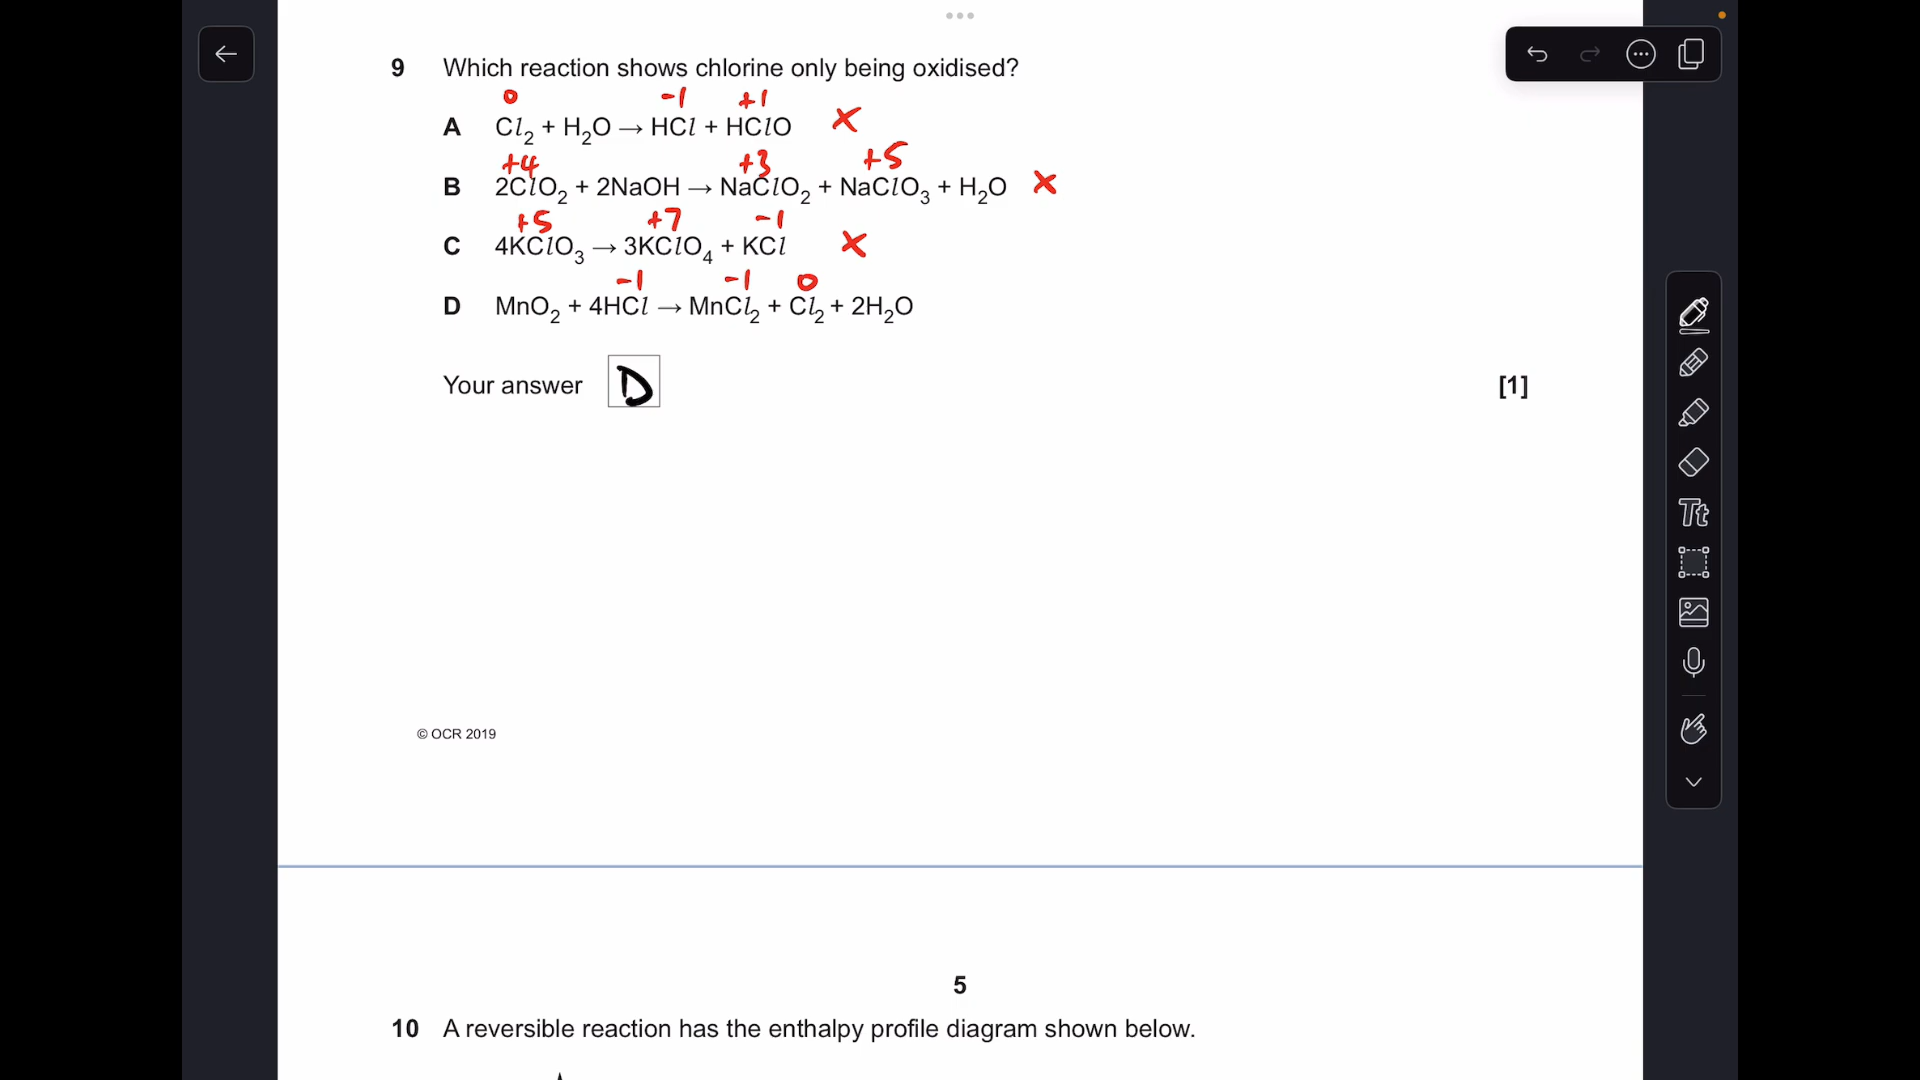 9 Which reaction shows chlorine only being oxidised?
0 -1 +1
A Cl₂ + H₂O → HCl + HClO ×
+4 +3 +5
B 2ClO₂ + 2NaOH → NaClO₂ + NaClO₃ + H₂O ×
+5 +7 -1
C 4KClO₃ → 3KClO₄ + KCl ×
-1 -1 0
D MnO₂ + 4HCl → MnCl₂ + Cl₂ + 2H₂O
Your answer D [1]
© OCR 2019
5
10 A reversible reaction has the enthalpy profile diagram shown below.
Tt